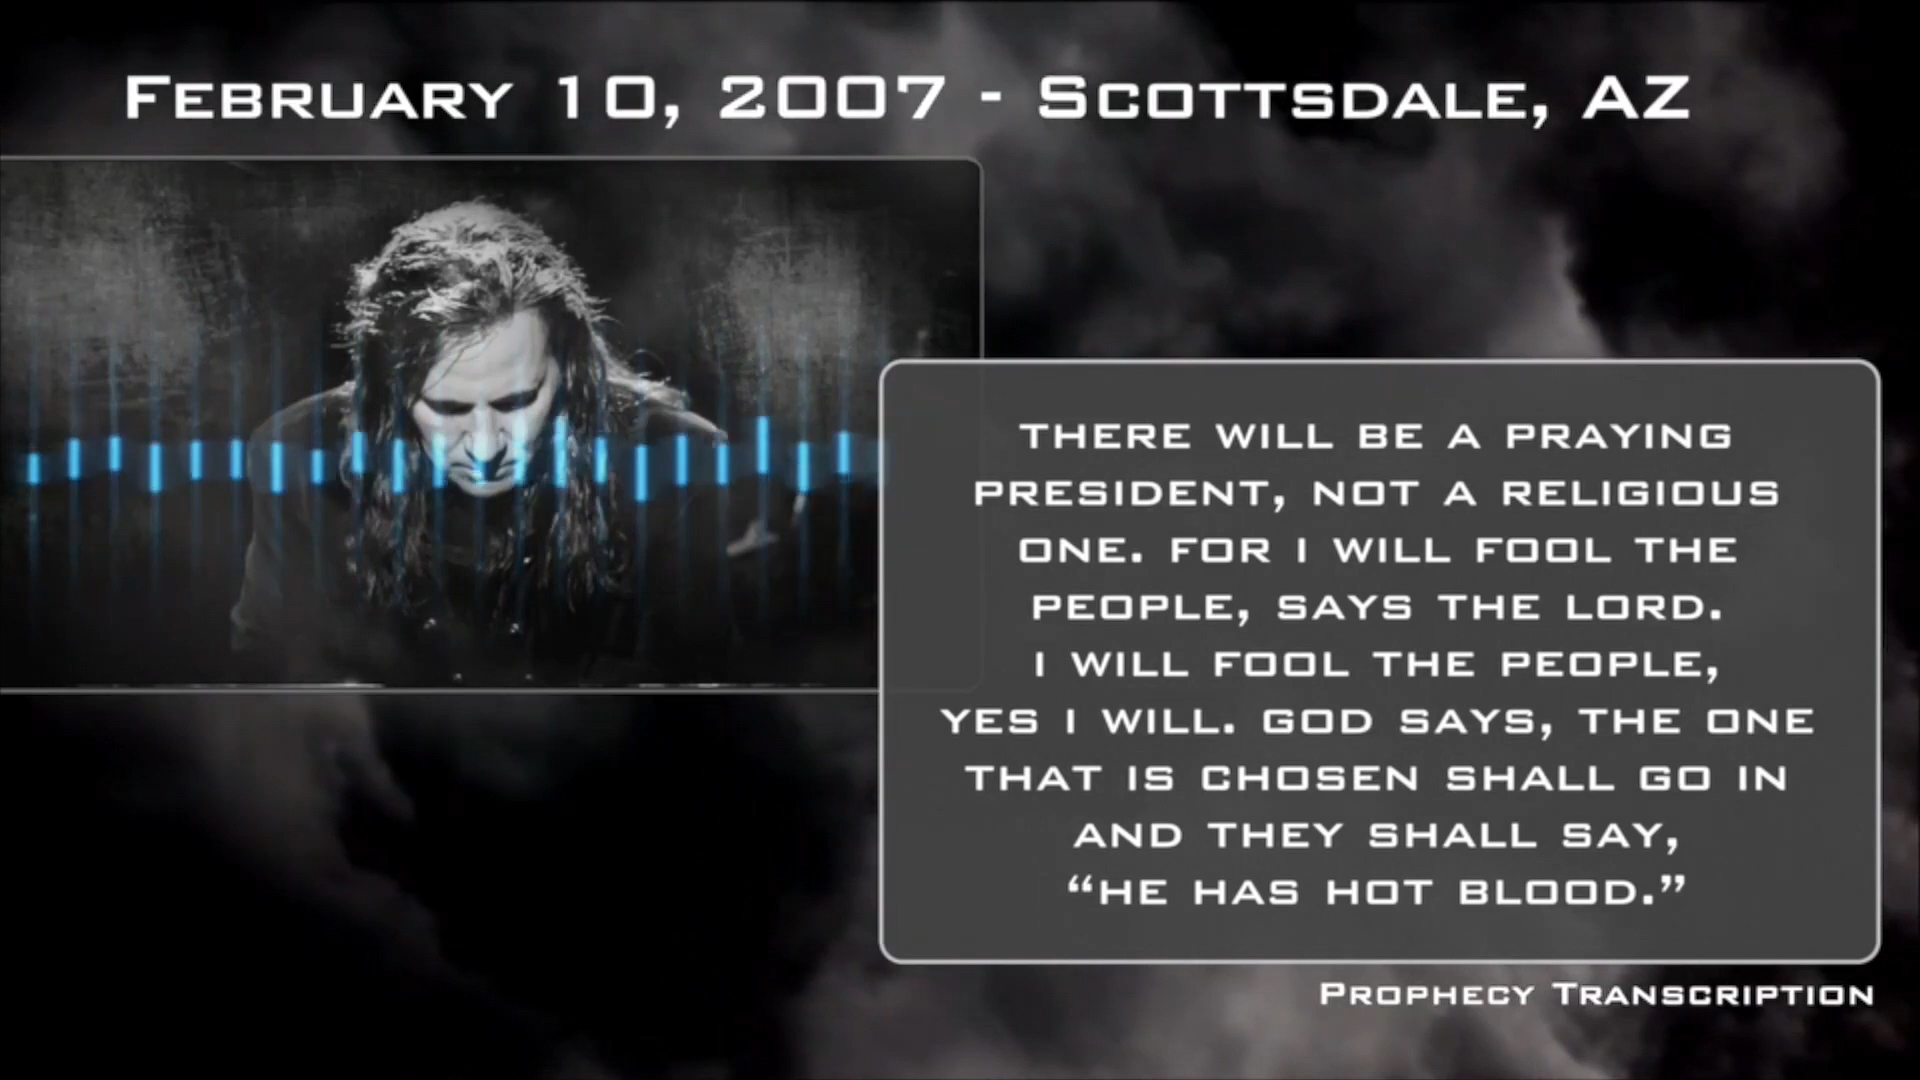 February 10, 2007 - Scottsdale, AZ
THERE WILL BE A PRAYING
PRESIDENT, NOT A RELIGIOUS
ONE. FOR I WILL FOOL THE
PEOPLE, SAYS THE LORD.
I WILL FOOL THE PEOPLE,
YES I WILL. GOD SAYS, THE ONE
THAT IS CHOSEN SHALL GO IN
AND THEY SHALL SAY,
“HE HAS HOT BLOOD.”
Prophecy Transcription